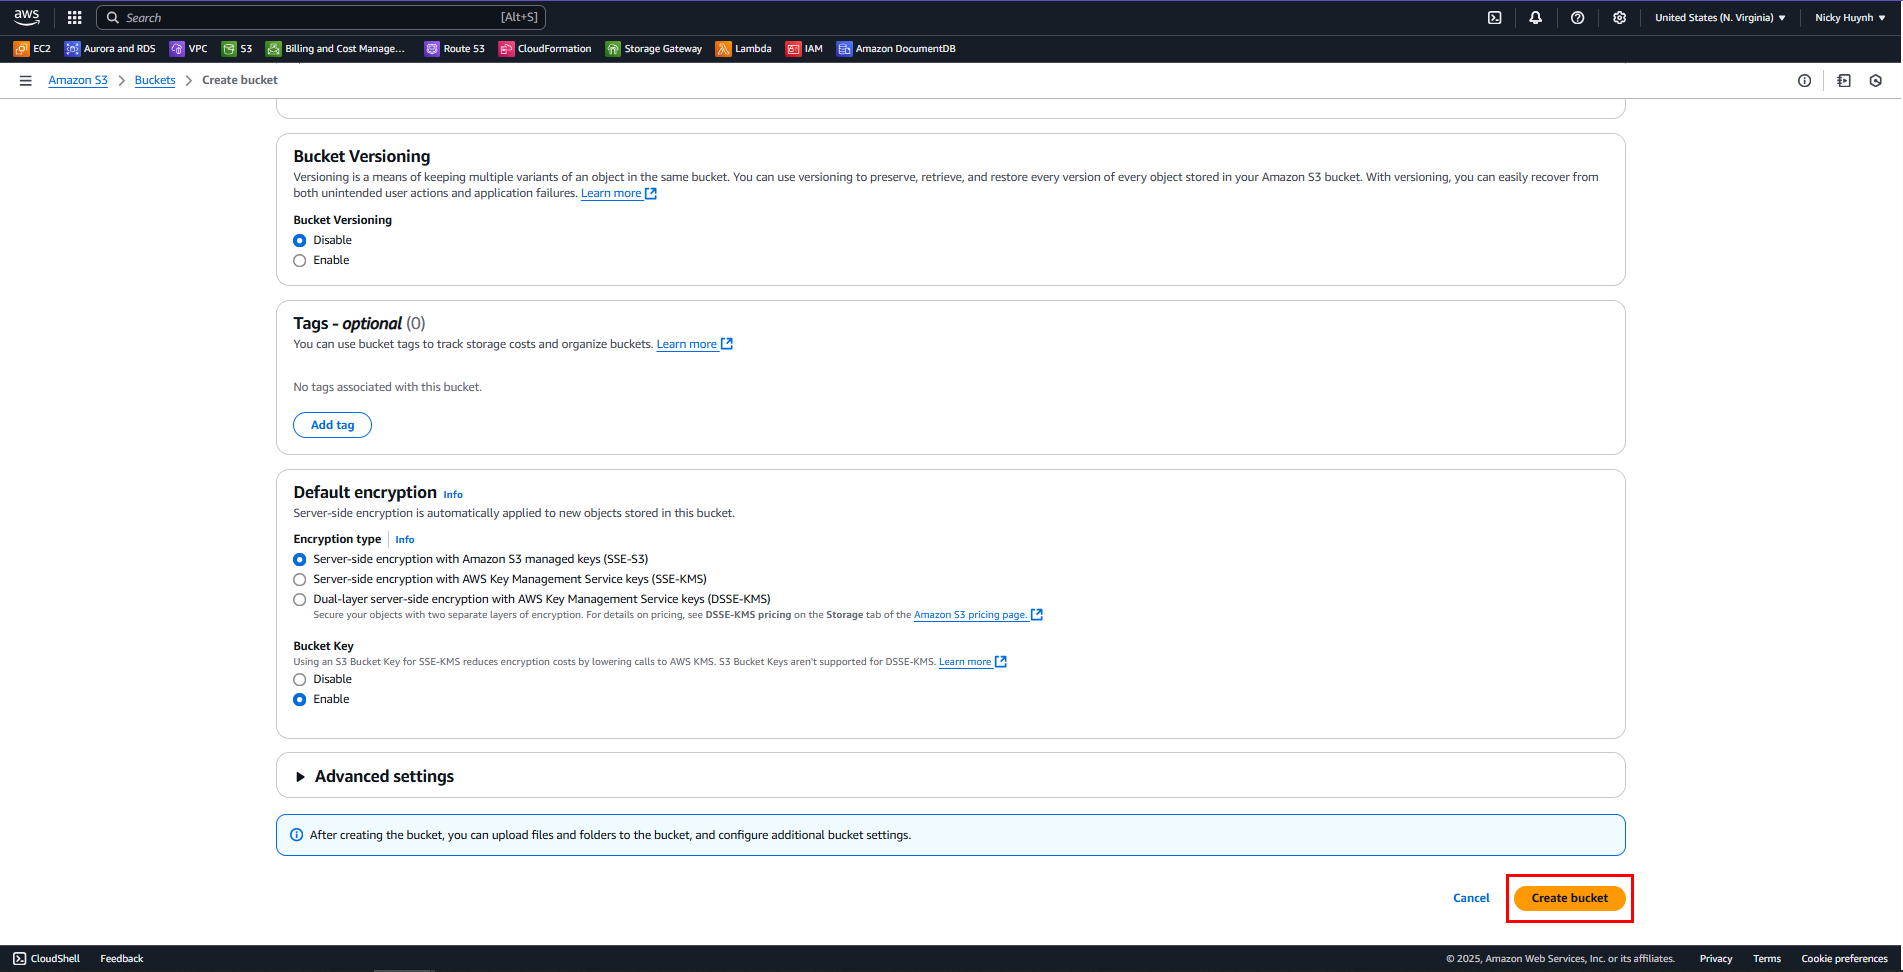 aws Search [Alt+S] United States (N. Virginia) Nicky Huynh
EC2 Aurora and RDS VPC S3 Billing and Cost Manage... Route 53 CloudFormation Storage Gateway Lambda IAM Amazon DocumentDB
Amazon S3 Buckets Create bucket
Bucket Versioning
Versioning is a means of keeping multiple variants of an object in the same bucket. You can use versioning to preserve, retrieve, and restore every version of every object stored in your Amazon S3 bucket. With versioning, you can easily recover from
both unintended user actions and application failures. Learn more
Bucket Versioning
Disable
Enable
Tags - optional (0)
You can use bucket tags to track storage costs and organize buckets. Learn more
No tags associated with this bucket.
Add tag
Default encryption Info
Server-side encryption is automatically applied to new objects stored in this bucket.
Encryption type Info
Server-side encryption with Amazon S3 managed keys (SSE-S3)
Server-side encryption with AWS Key Management Service keys (SSE-KMS)
Dual-layer server-side encryption with AWS Key Management Service keys (DSSE-KMS)
Secure your objects with two separate layers of encryption. For details on pricing, see DSSE-KMS pricing on the Storage tab of the Amazon S3 pricing page.
Bucket Key
Using an S3 Bucket Key for SSE-KMS reduces encryption costs by lowering calls to AWS KMS. S3 Bucket Keys aren't supported for DSSE-KMS. Learn more
Disable
Enable
Advanced settings
After creating the bucket, you can upload files and folders to the bucket, and configure additional bucket settings.
Cancel Create bucket
CloudShell Feedback © 2025, Amazon Web Services, Inc. or its affiliates. Privacy Terms Cookie preferences